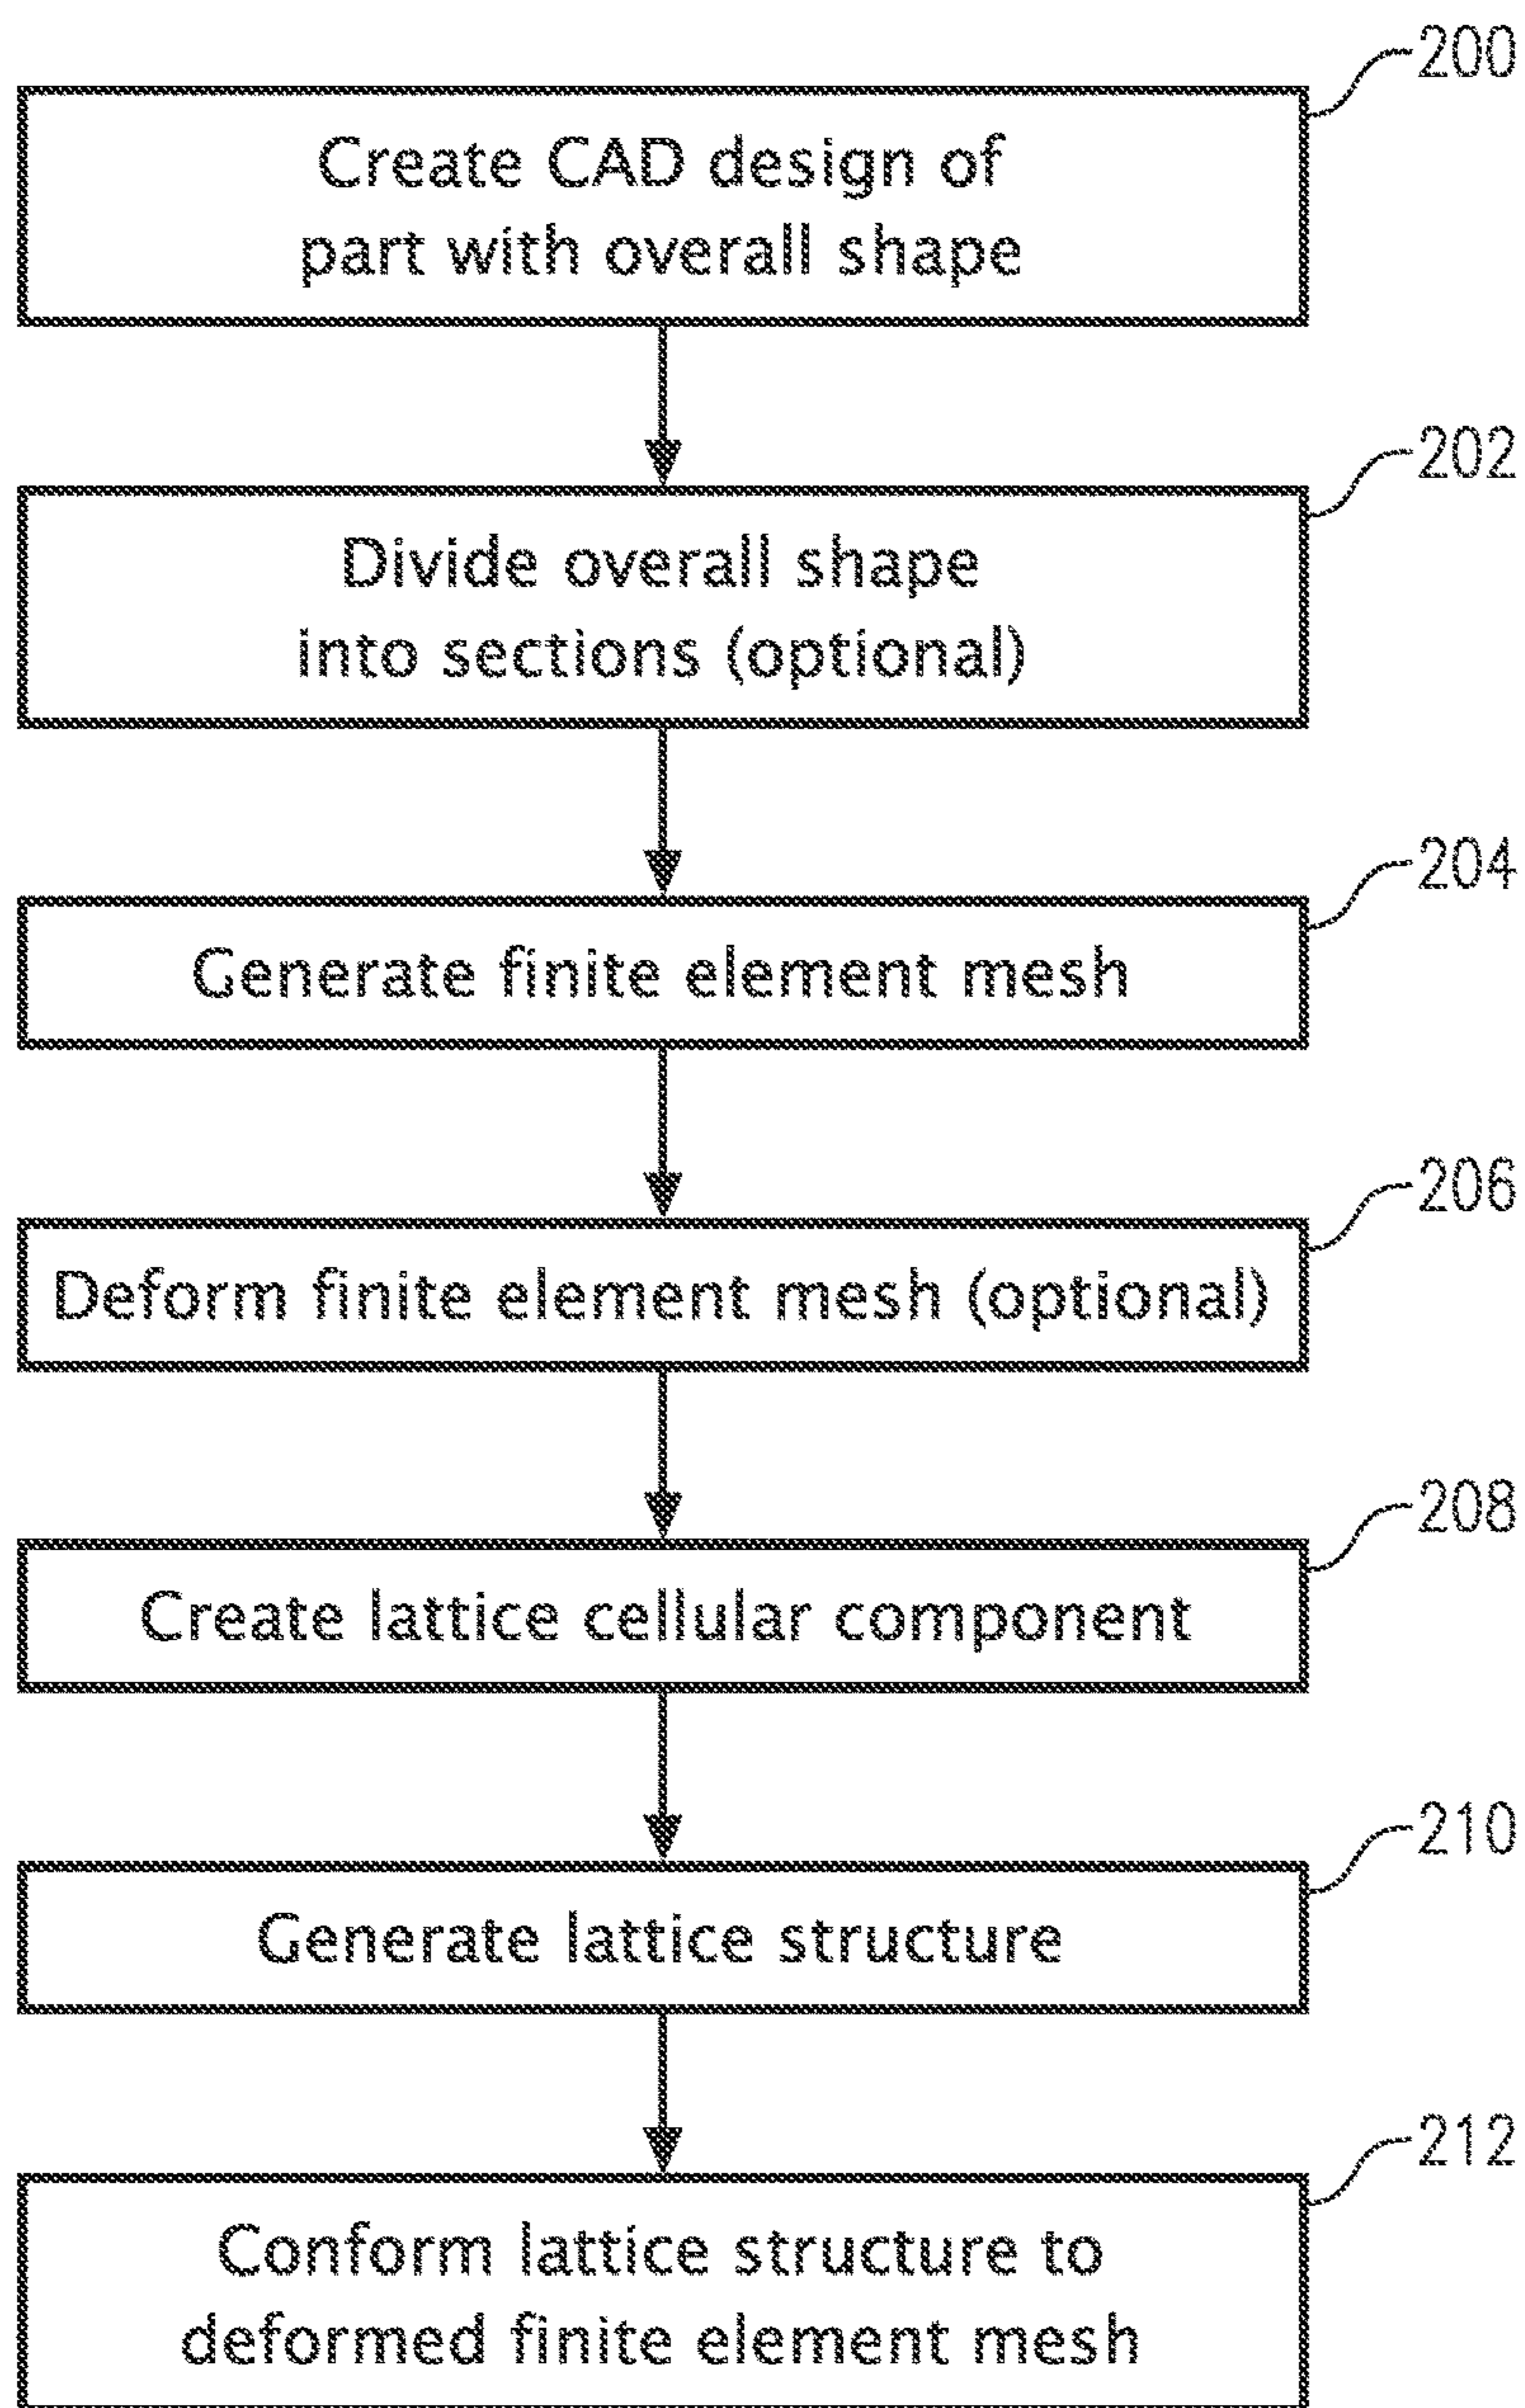 200
Create CAD design of
part with overall shape
202
Divide overall shape
into sections (optional)
204
Generate finite element mesh
206
Deform finite element mesh (optional)
208
Create lattice cellular component
210
Generate lattice structure
212
Conform lattice structure to
deformed finite element mesh